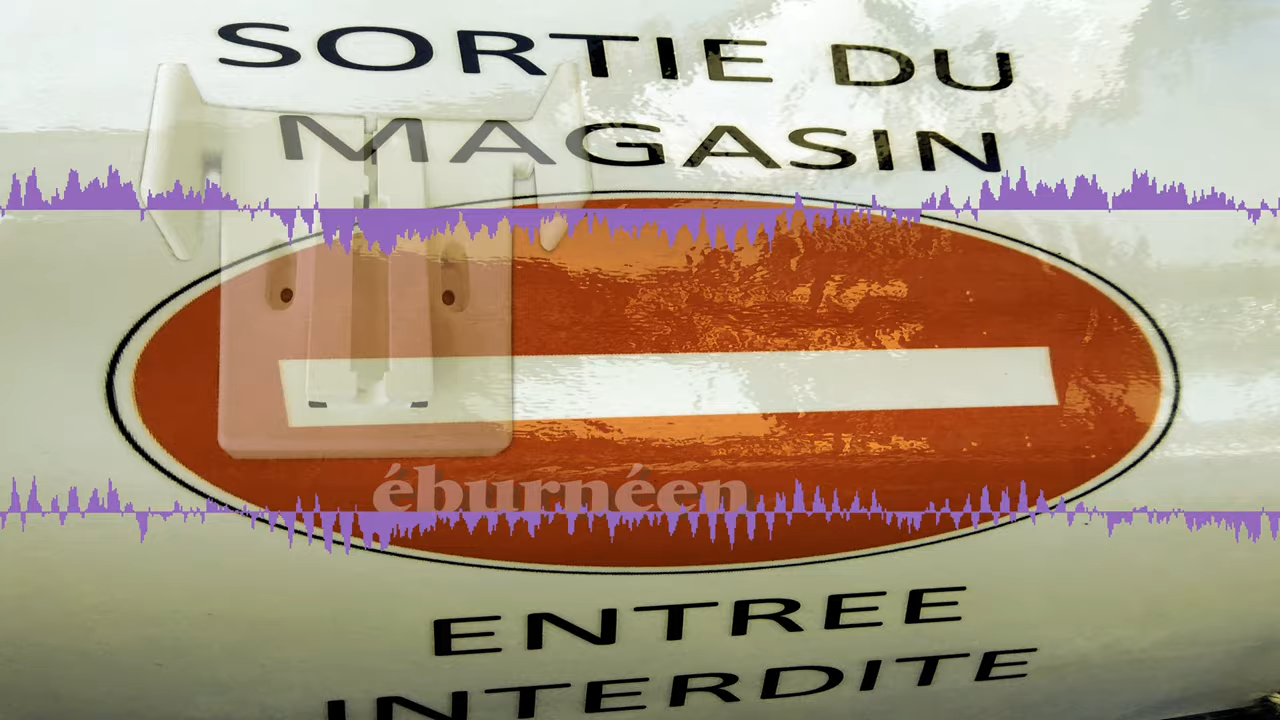 SORTIE DU
MAGASIN
éburnéen
ENTREE
INTERDITE